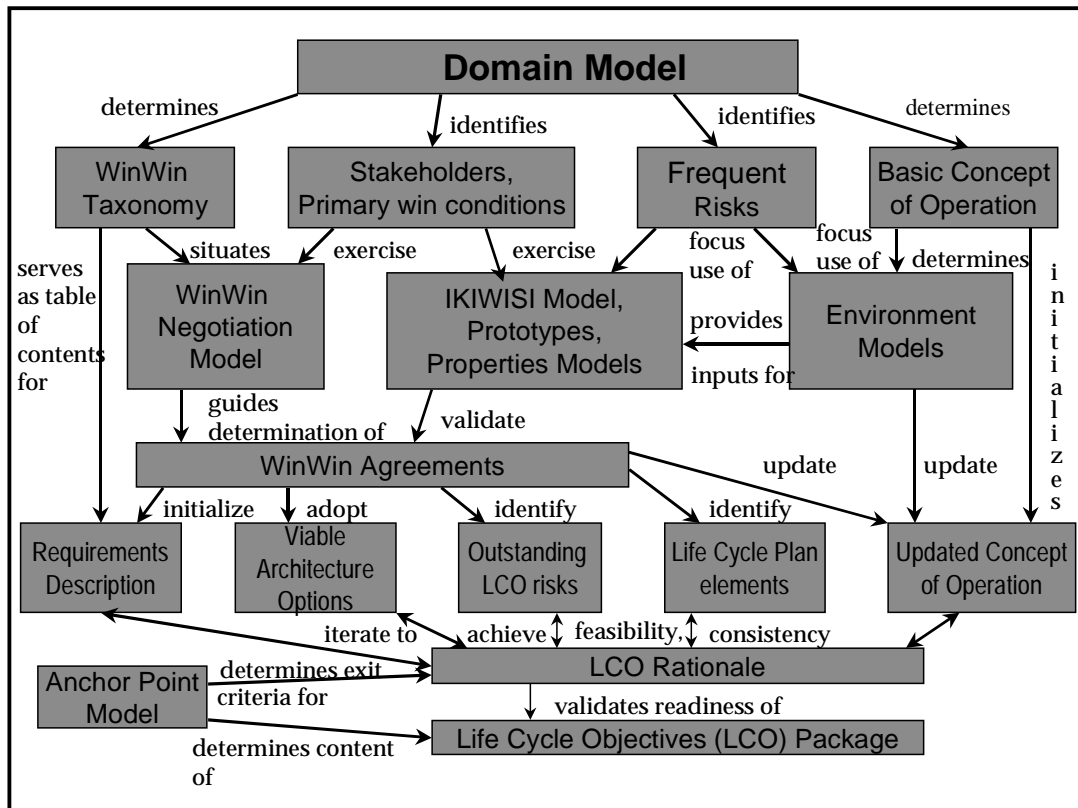 Domain Model
determines
identifies
identifies
determines
WinWin
Taxonomy
Stakeholders,
Primary win conditions
Frequent
Risks
Basic Concept
of Operation
serves
as table
of
contents
for
situates
exercise
exercise
focus
use of
focus
use of
determines
initializes
WinWin
Negotiation
Model
IKIWISI Model,
Prototypes,
Properties Models
provides
inputs for
Environment
Models
guides
determination of
validate
WinWin Agreements
update
update
initialize
adopt
identify
identify
Requirements
Description
Viable
Architecture
Options
Outstanding
LCO risks
Life Cycle Plan
elements
Updated Concept
of Operation
iterate to
achieve
feasibility,
consistency
LCO Rationale
Anchor Point
Model
determines exit
criteria for
validates readiness of
determines content
of
Life Cycle Objectives (LCO) Package